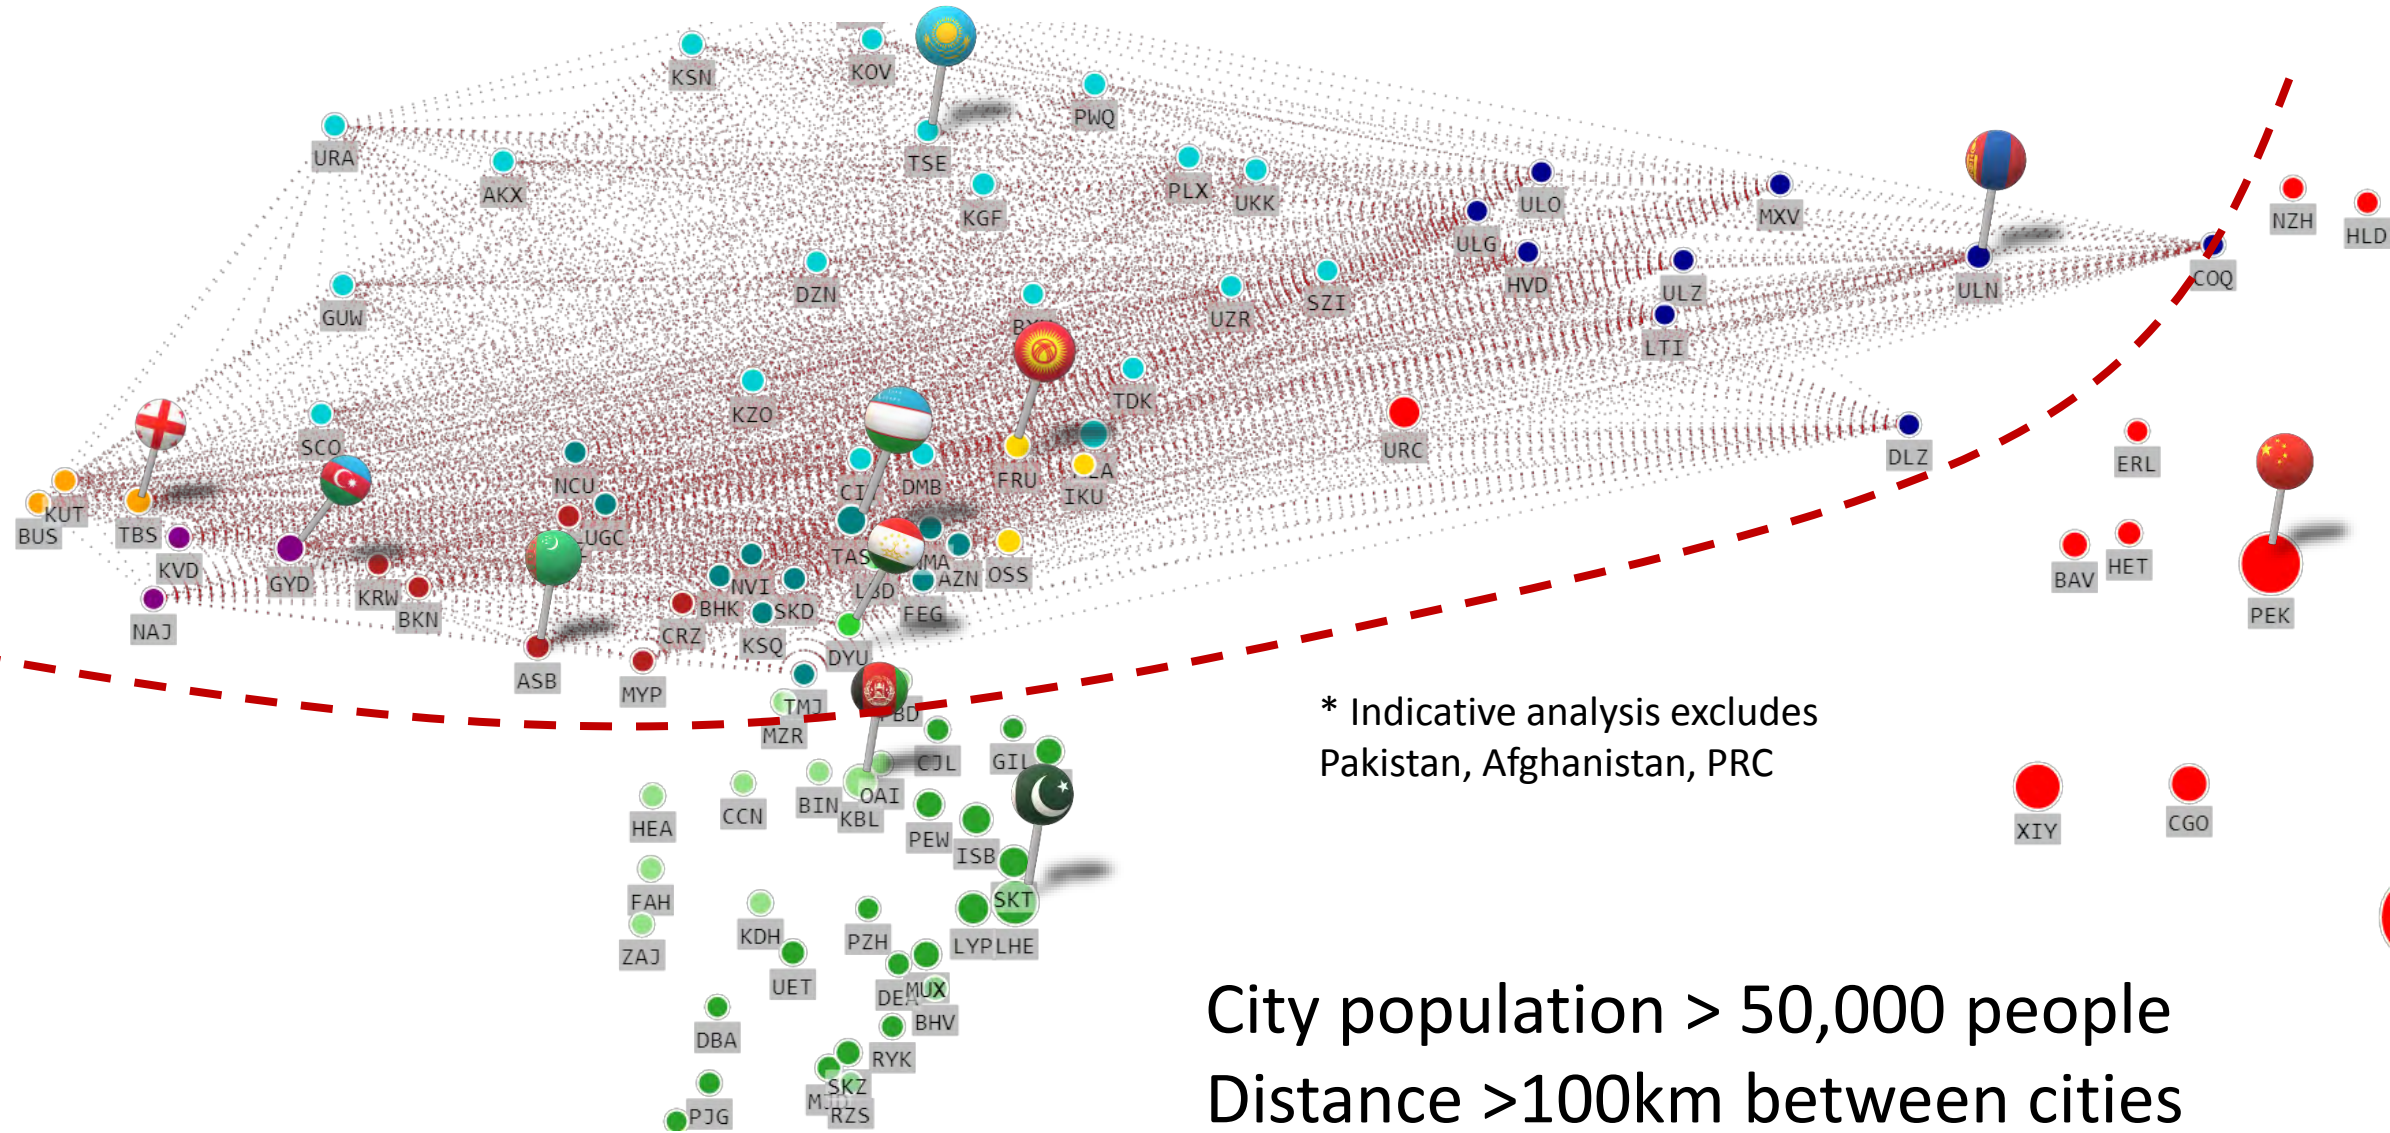 KSN
KOV
PWQ
URA
TSE
AKX
PLX
UKK
KGF
ULO
MXV
NZH
HLD
ULG
HVD
ULZ
ULN
COQ
DZN
GUW
UZR
SZI
LTI
TDK
KZO
SCO
URC
DLZ
ERL
NCU
DMB
FRU
IKU
KUT
BUS
TBS
UGC
TAS
KVD
GYD
NMA
AZN
OSS
BAV
HET
KRW
BKN
BHK
NVI
SKD
FEG
NAJ
CRZ
KSQ
DYU
PEK
ASB
MYP
TMJ
MZR
CJL
GIL
* Indicative analysis excludes
Pakistan, Afghanistan, PRC
HEA
CCN
BIN
OAI
KBL
PEW
ISB
XIY
CGO
FAH
SKT
ZAJ
KDH
PZH
LYP
LHE
UET
MUX
BHV
DBA
RYK
SKZ
RZS
PJG
City population > 50,000 people
Distance >100km between cities